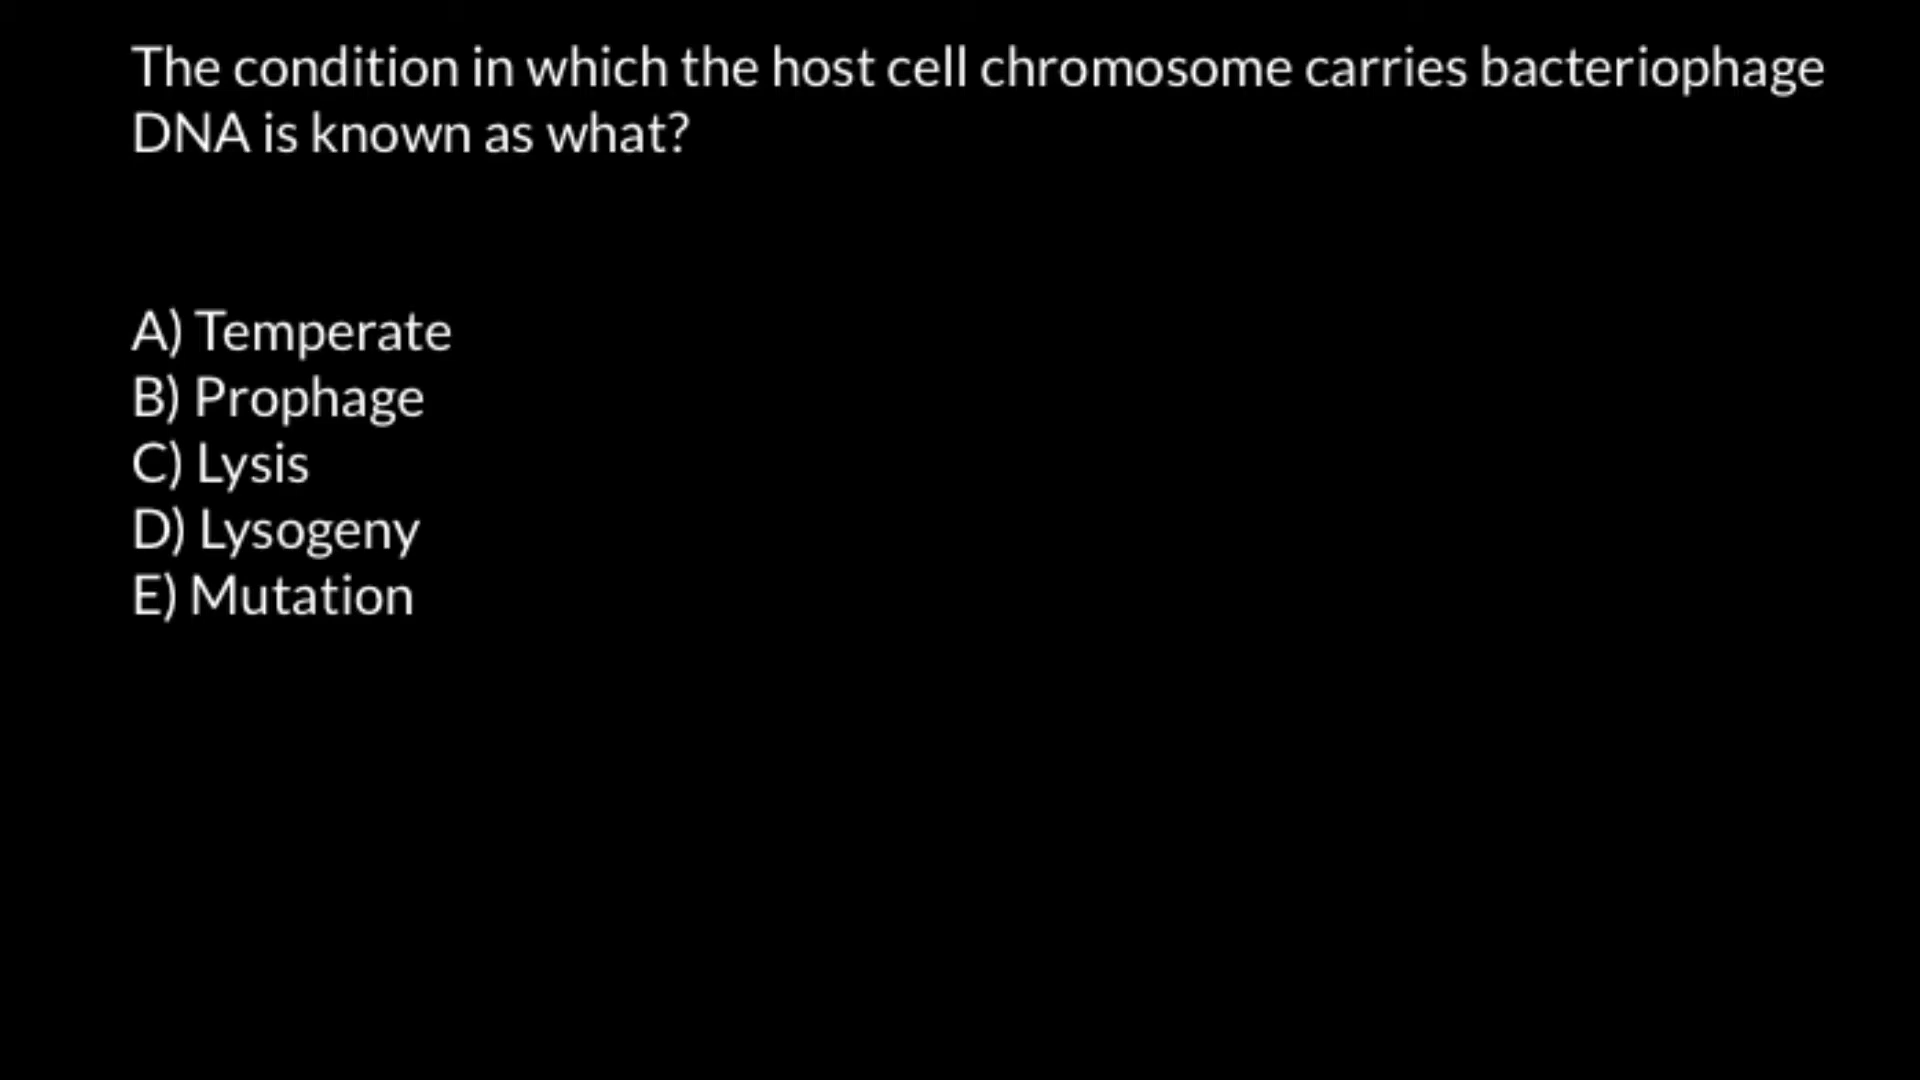 The condition in which the host cell chromosome carries bacteriophage
DNA is known as what?
A) Temperate
B) Prophage
C) Lysis
D) Lysogeny
E) Mutation